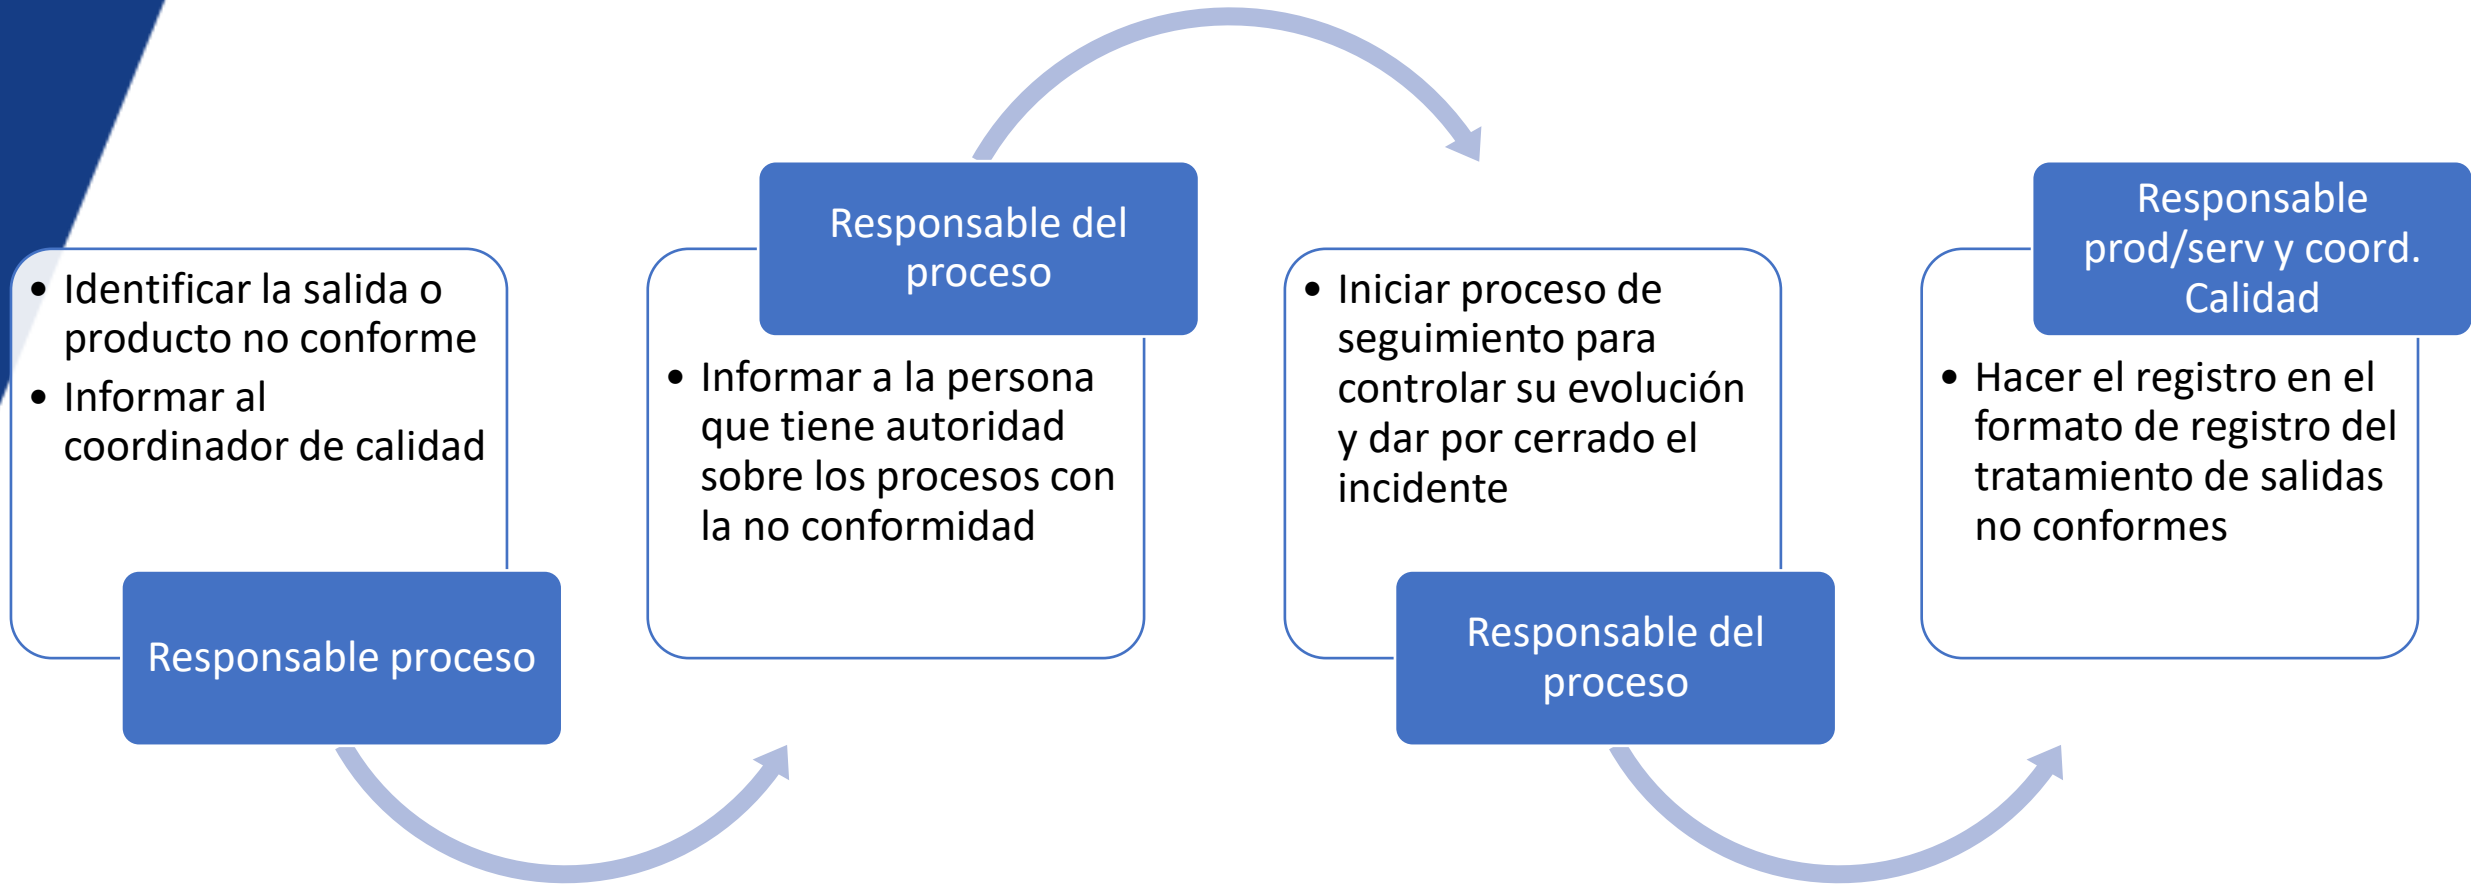 • Identificar la salida o
producto no conforme
• Informar al
coordinador de calidad
Responsable proceso
Responsable del
proceso
• Informar a la persona
que tiene autoridad
sobre los procesos con
la no conformidad
• Iniciar proceso de
seguimiento para
controlar su evolución
y dar por cerrado el
incidente
Responsable del
proceso
Responsable
prod/serv y coord.
Calidad
• Hacer el registro en el
formato de registro del
tratamiento de salidas
no conformes